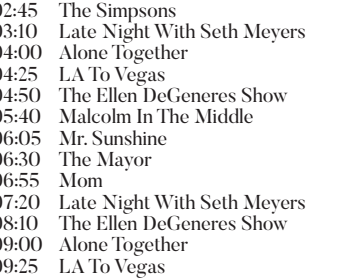 02:45 The Simpsons
03:10 Late Night With Seth Meyers
04:00 Alone Together
04:25 LA To Vegas
04:50 The Ellen DeGeneres Show
05:40 Malcolm In The Middle
06:05 Mr. Sunshine
06:30 The Mayor
06:55 Mom
07:20 Late Night With Seth Meyers
08:10 The Ellen DeGeneres Show
09:00 Alone Together
09:25 LA To Vegas